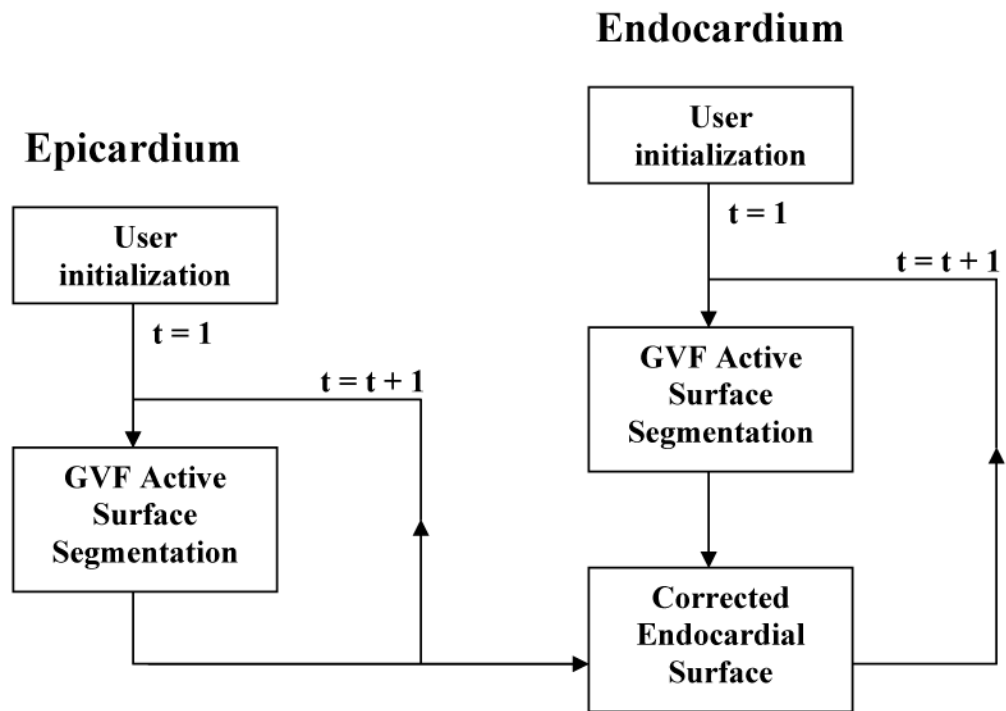 Epicardium
User
initialization
t = 1
t = t + 1
GVF Active
Surface
Segmentation
Endocardium
User
initialization
t = 1
t = t + 1
GVF Active
Surface
Segmentation
Corrected
Endocardial
Surface